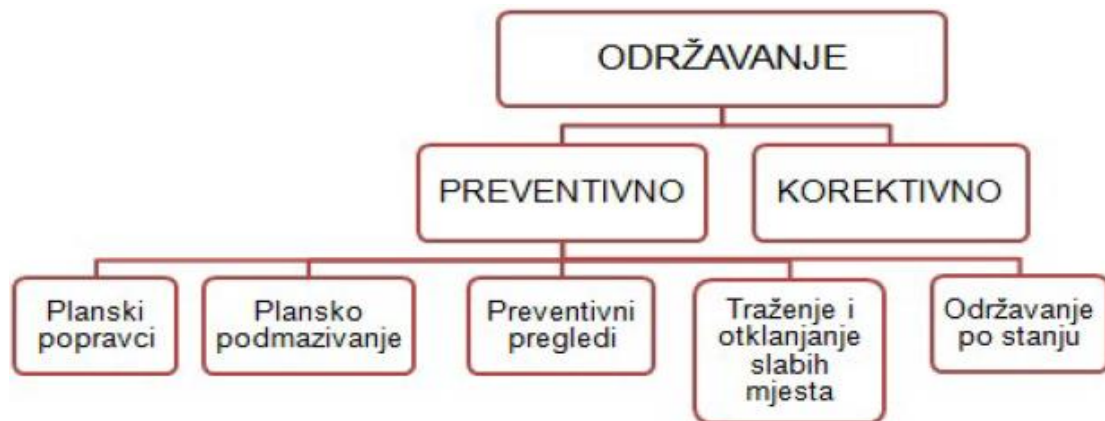 ODRŽAVANJE
PREVENTIVNO
KOREKTIVNO
Planski
popravci
Plansko
podmazivanje
Preventivni
pregledi
Traženje i
otklanjanje
slabih
mjesta
Održavanje
po stanju